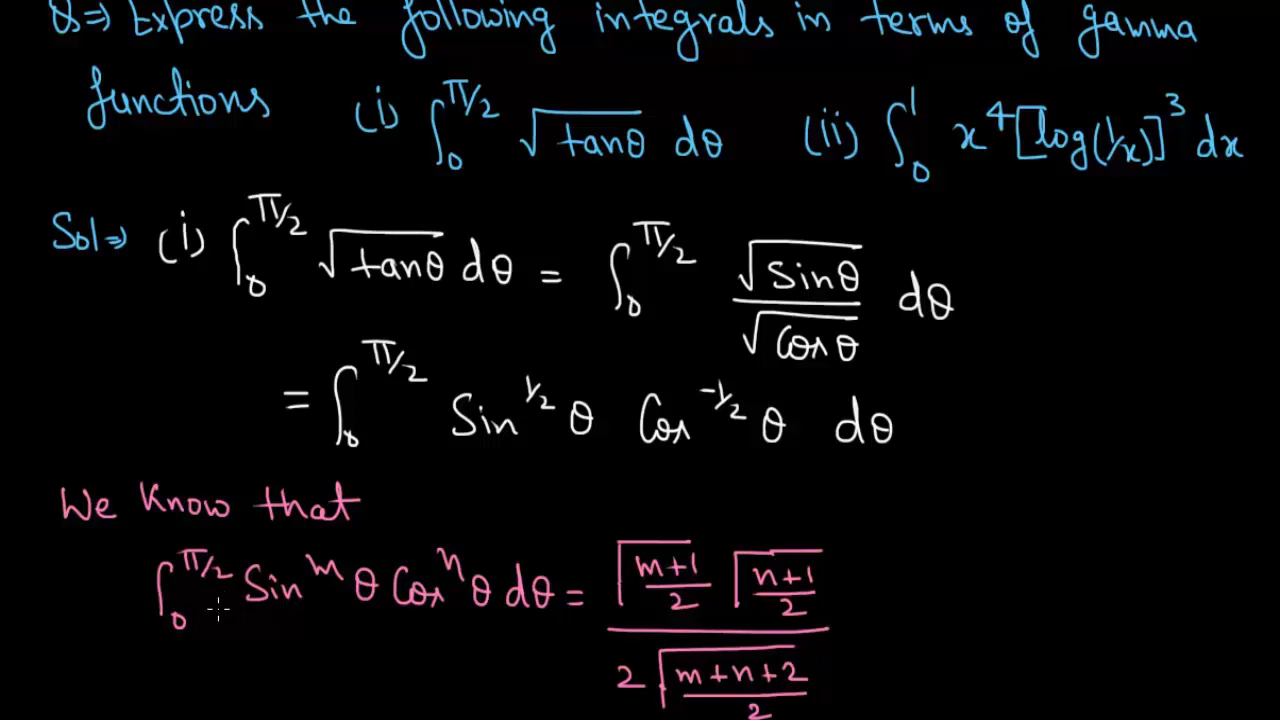 Q⇒ Express the following integrals in terms of gamma
functions (i) ∫₀^π/2 √tanθ dθ (ii) ∫₀^1 x⁴ [log(1/x)]³ dx
Sol⇒ (i) ∫₀^π/2 √tanθ dθ = ∫₀^π/2 √Sinθ / √Cosθ dθ
= ∫₀^π/2 Sin^1/2 θ Cos^-1/2 θ dθ
We know that
∫₀^π/2 Sin^m θ Cos^n θ dθ = Γ(m+1/2) Γ(n+1/2) / 2 Γ(m+n+2/2)